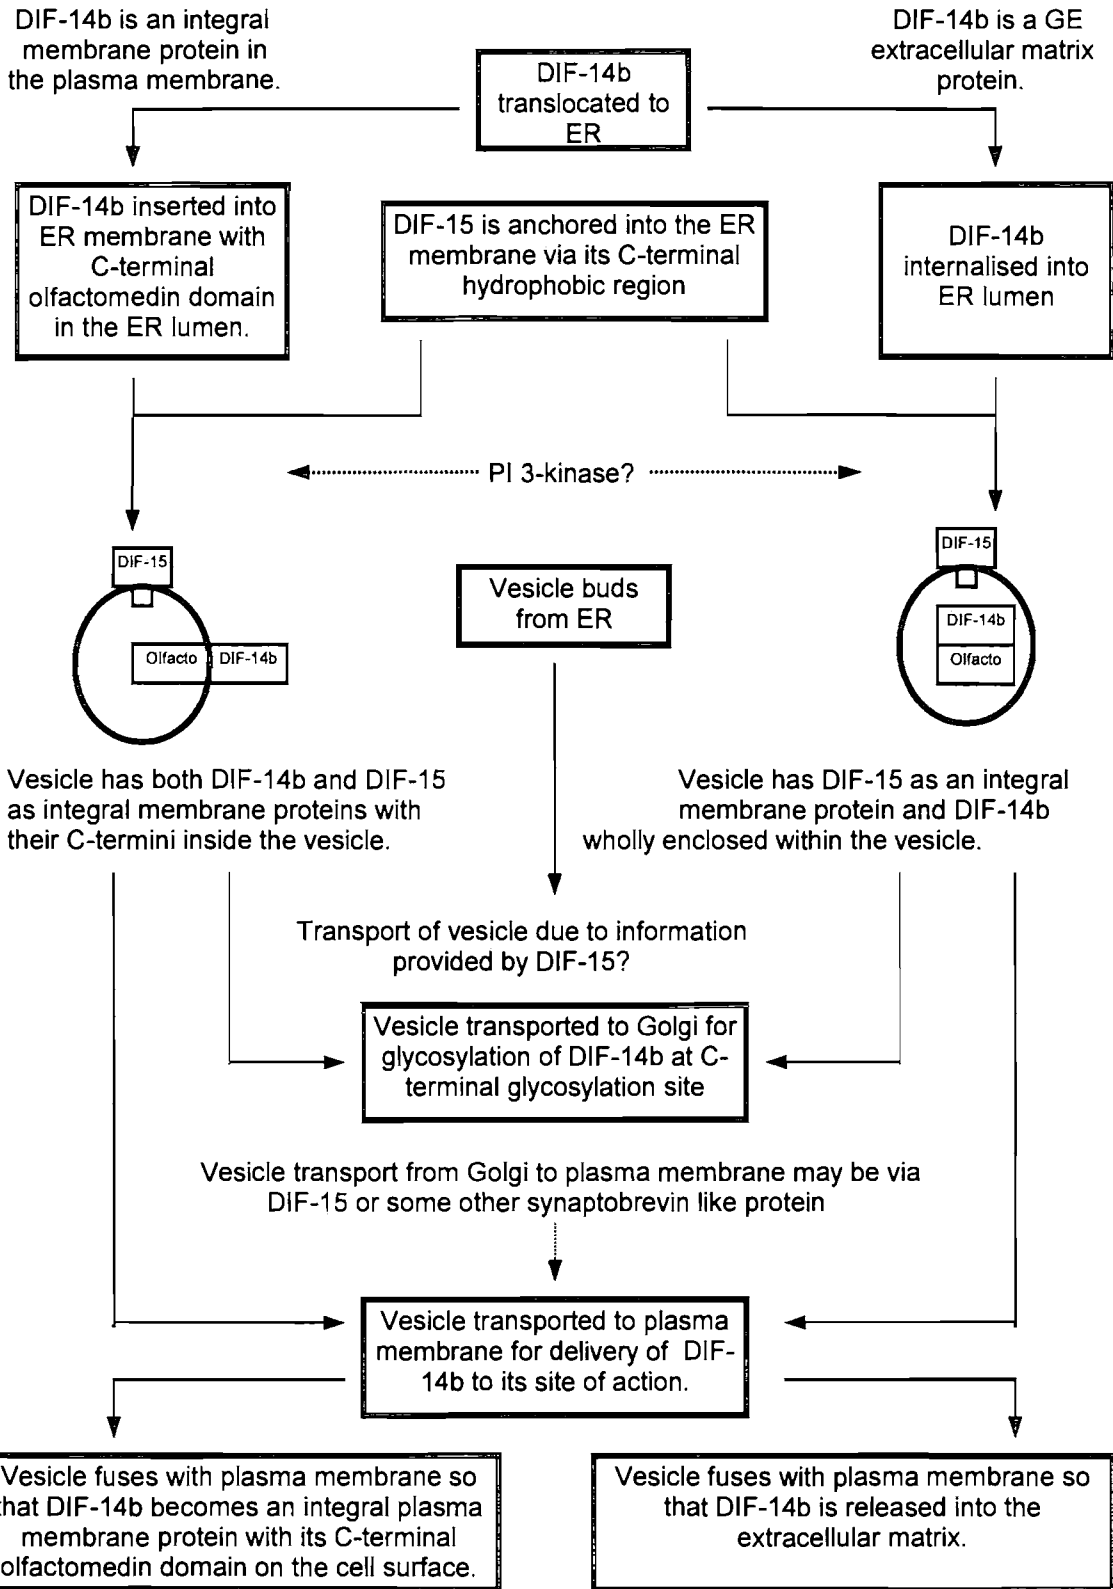 DIF-14b is an integral
membrane protein in
the plasma membrane.
DIF-14b is a GE
extracellular matrix
protein.
DIF-14b
translocated to
ER
DIF-14b inserted into
ER membrane with
C-terminal
olfactomedin domain
in the ER lumen.
DIF-15 is anchored into the ER
membrane via its C-terminal
hydrophobic region
DIF-14b
internalised into
ER lumen
PI 3-kinase?
DIF-15
Olfacto
DIF-14b
Vesicle buds
from ER
DIF-15
DIF-14b
Olfacto
Vesicle has both DIF-14b and DIF-15
as integral membrane proteins with
their C-termini inside the vesicle.
Vesicle has DIF-15 as an integral
membrane protein and DIF-14b
wholly enclosed within the vesicle.
Transport of vesicle due to information
provided by DIF-15?
Vesicle transported to Golgi for
glycosylation of DIF-14b at C-
terminal glycosylation site
Vesicle transport from Golgi to plasma membrane may be via
DIF-15 or some other synaptobrevin like protein
Vesicle transported to plasma
membrane for delivery of DIF-
14b to its site of action.
Vesicle fuses with plasma membrane so
that DIF-14b becomes an integral plasma
membrane protein with its C-terminal
olfactomedin domain on the cell surface.
Vesicle fuses with plasma membrane so
that DIF-14b is released into the
extracellular matrix.